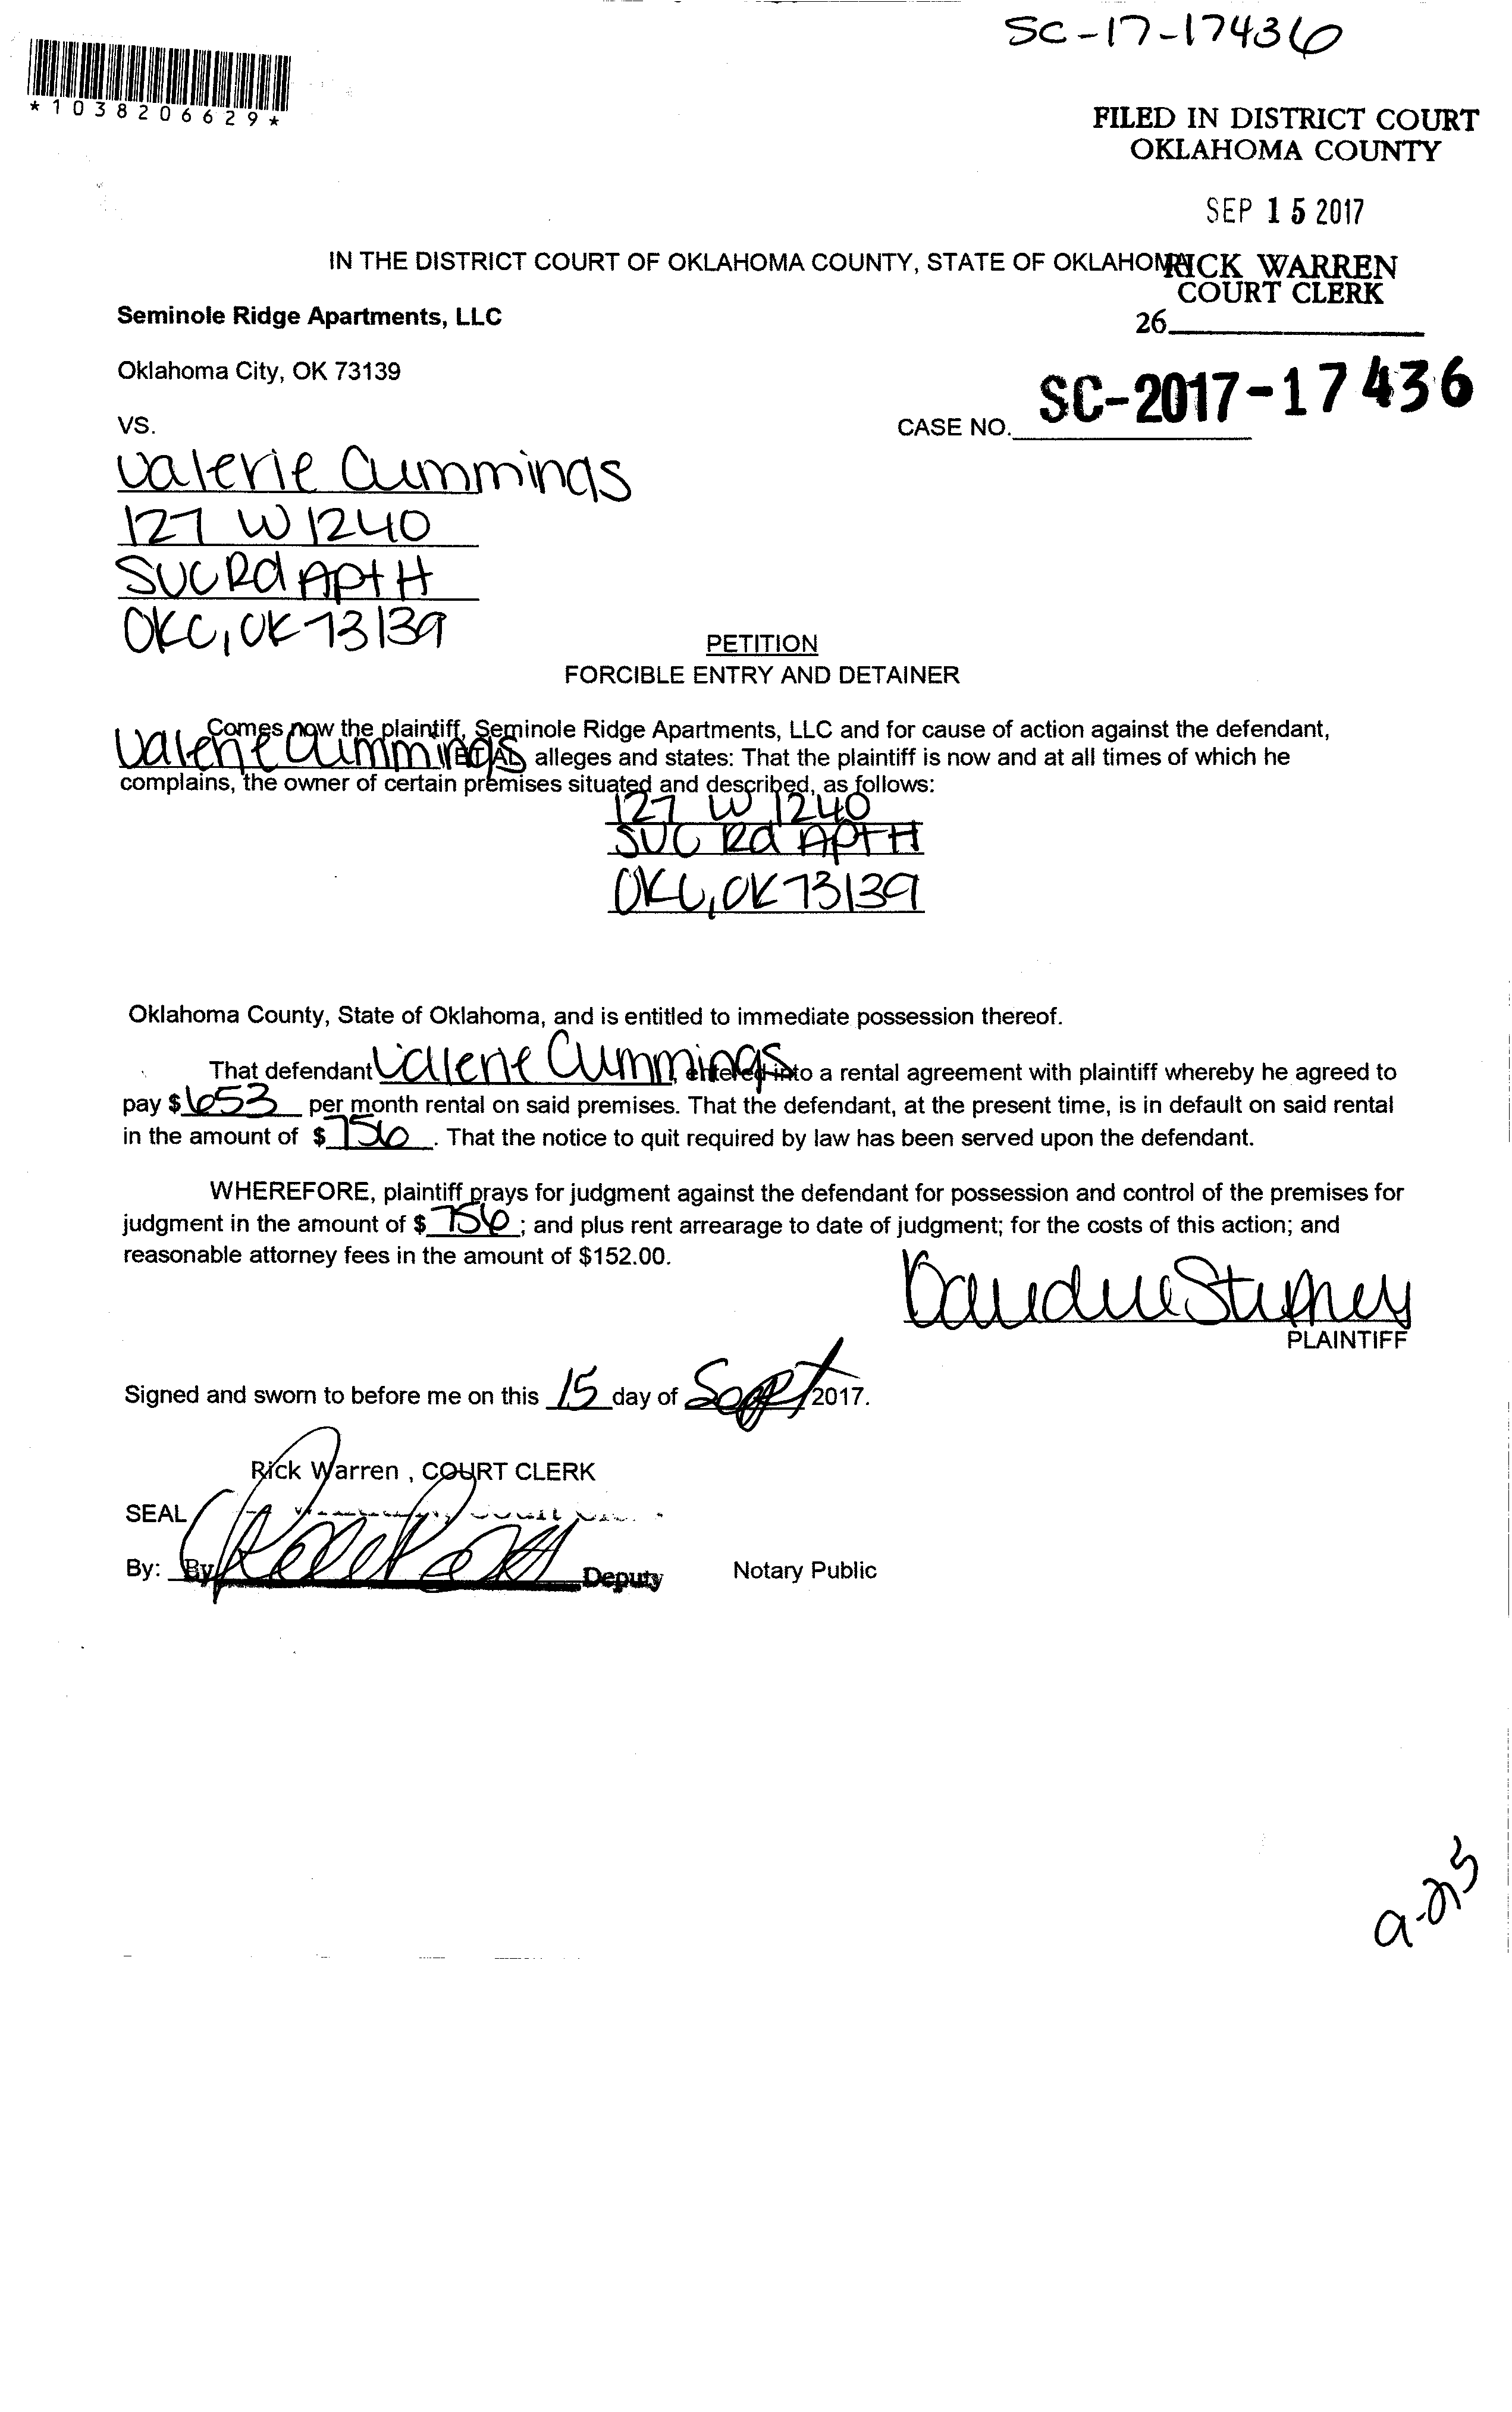 SC-17-17436
*1038206629*
FILED IN DISTRICT COURT
OKLAHOMA COUNTY
SEP 15 2017
IN THE DISTRICT COURT OF OKLAHOMA COUNTY, STATE OF OKLAHOMA
RICK WARREN
COURT CLERK
Seminole Ridge Apartments, LLC
26
Oklahoma City, OK 73139
SC-2017-17436
VS.
CASE NO.
Valerie Cummings
127 W 1240
SVC Rd Apt H
OKC, OK 73139
PETITION
FORCIBLE ENTRY AND DETAINER
Comes now the plaintiff, Seminole Ridge Apartments, LLC and for cause of action against the defendant,
Valerie Cummings ETAL alleges and states: That the plaintiff is now and at all times of which he
complains, the owner of certain premises situated and described, as follows:
127 W 1240
SVC Rd Apt H
OKC, OK 73139
Oklahoma County, State of Oklahoma, and is entitled to immediate possession thereof.
That defendant Valerie Cummings, entered into a rental agreement with plaintiff whereby he agreed to
pay $ 653 per month rental on said premises. That the defendant, at the present time, is in default on said rental
in the amount of $ 756. That the notice to quit required by law has been served upon the defendant.
WHEREFORE, plaintiff prays for judgment against the defendant for possession and control of the premises for
judgment in the amount of $ 756; and plus rent arrearage to date of judgment; for the costs of this action; and
reasonable attorney fees in the amount of $152.00.
PLAINTIFF
Signed and sworn to before me on this 15 day of Sept 2017.
Rick Warren , COURT CLERK
SEAL
By: By Deputy Notary Public